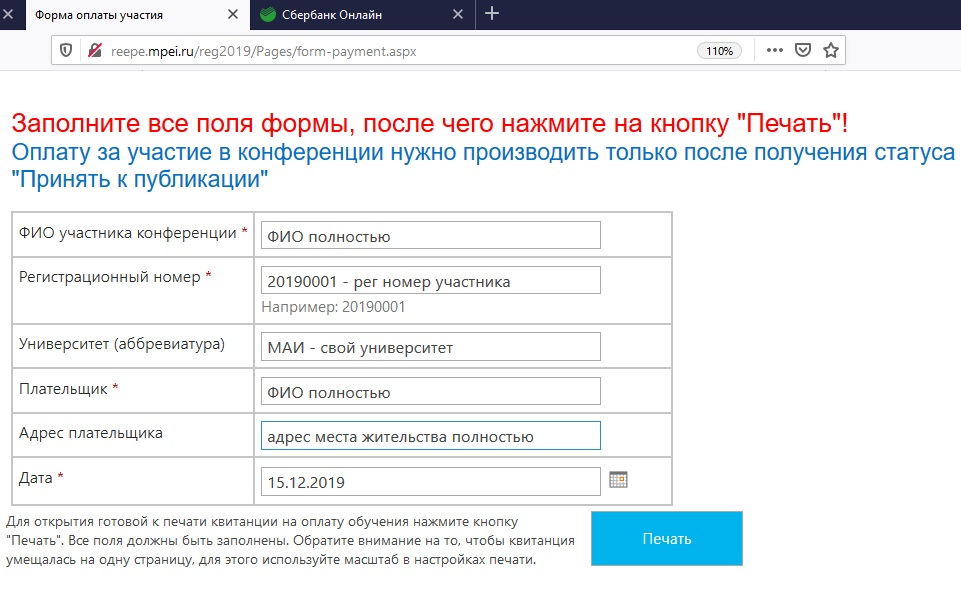 Форма оплаты участия
Сбербанк Онлайн
reepe.mpei.ru/reg2019/Pages/form-payment.aspx
110%
Заполните все поля формы, после чего нажмите на кнопку "Печать"!
Оплату за участие в конференции нужно производить только после получения статуса
"Принять к публикации"
ФИО участника конференции *
ФИО полностью
Регистрационный номер *
20190001 - рег номер участника
Например: 20190001
Университет (аббревиатура)
МАИ - свой университет
Плательщик *
ФИО полностью
Адрес плательщика
адрес места жительства полностью
Дата *
15.12.2019
Для открытия готовой к печати квитанции на оплату обучения нажмите кнопку
"Печать". Все поля должны быть заполнены. Обратите внимание на то, чтобы квитанция
умещалась на одну страницу, для этого используйте масштаб в настройках печати.
Печать